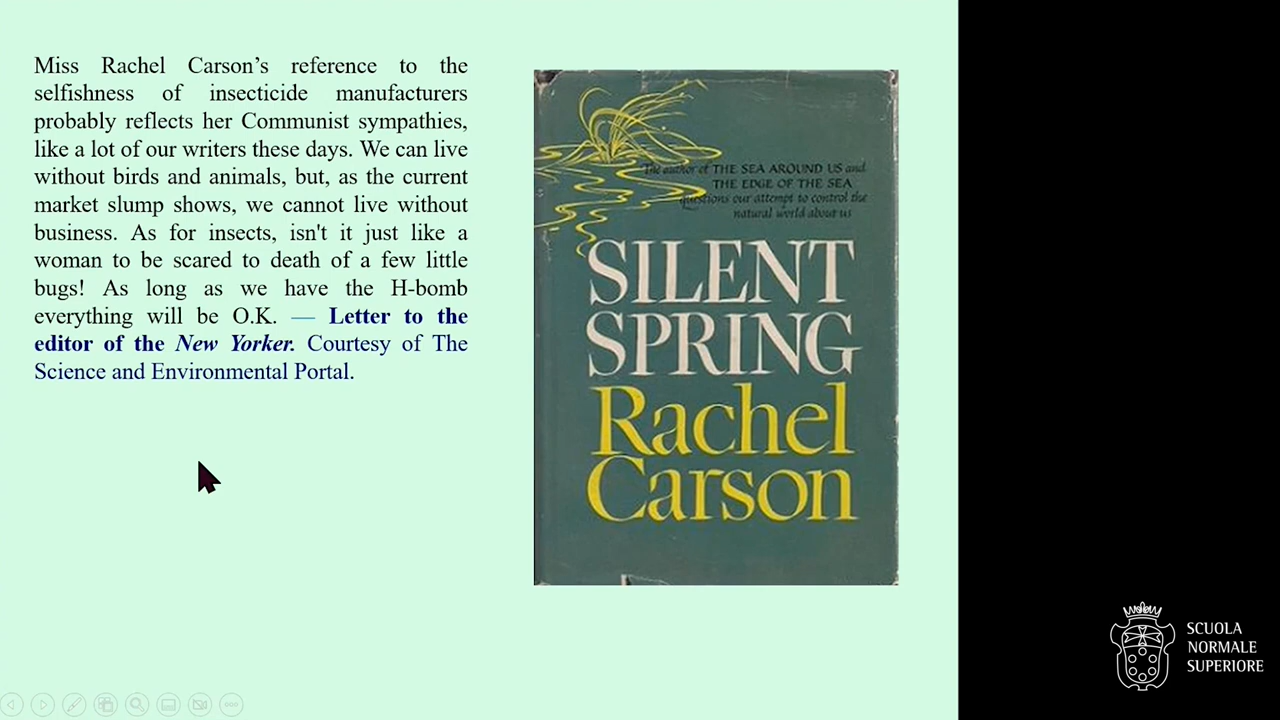 Miss Rachel Carson’s reference to the
selfishness of insecticide manufacturers
probably reflects her Communist sympathies,
like a lot of our writers these days. We can live
without birds and animals, but, as the current
market slump shows, we cannot live without
business. As for insects, isn't it just like a
woman to be scared to death of a few little
bugs! As long as we have the H-bomb
everything will be O.K. — Letter to the
editor of the New Yorker. Courtesy of The
Science and Environmental Portal.
The author of THE SEA AROUND US and
THE EDGE OF THE SEA
questions our attempt to control the
natural world about us
SILENT
SPRING
Rachel
Carson
SCUOLA
NORMALE
SUPERIORE